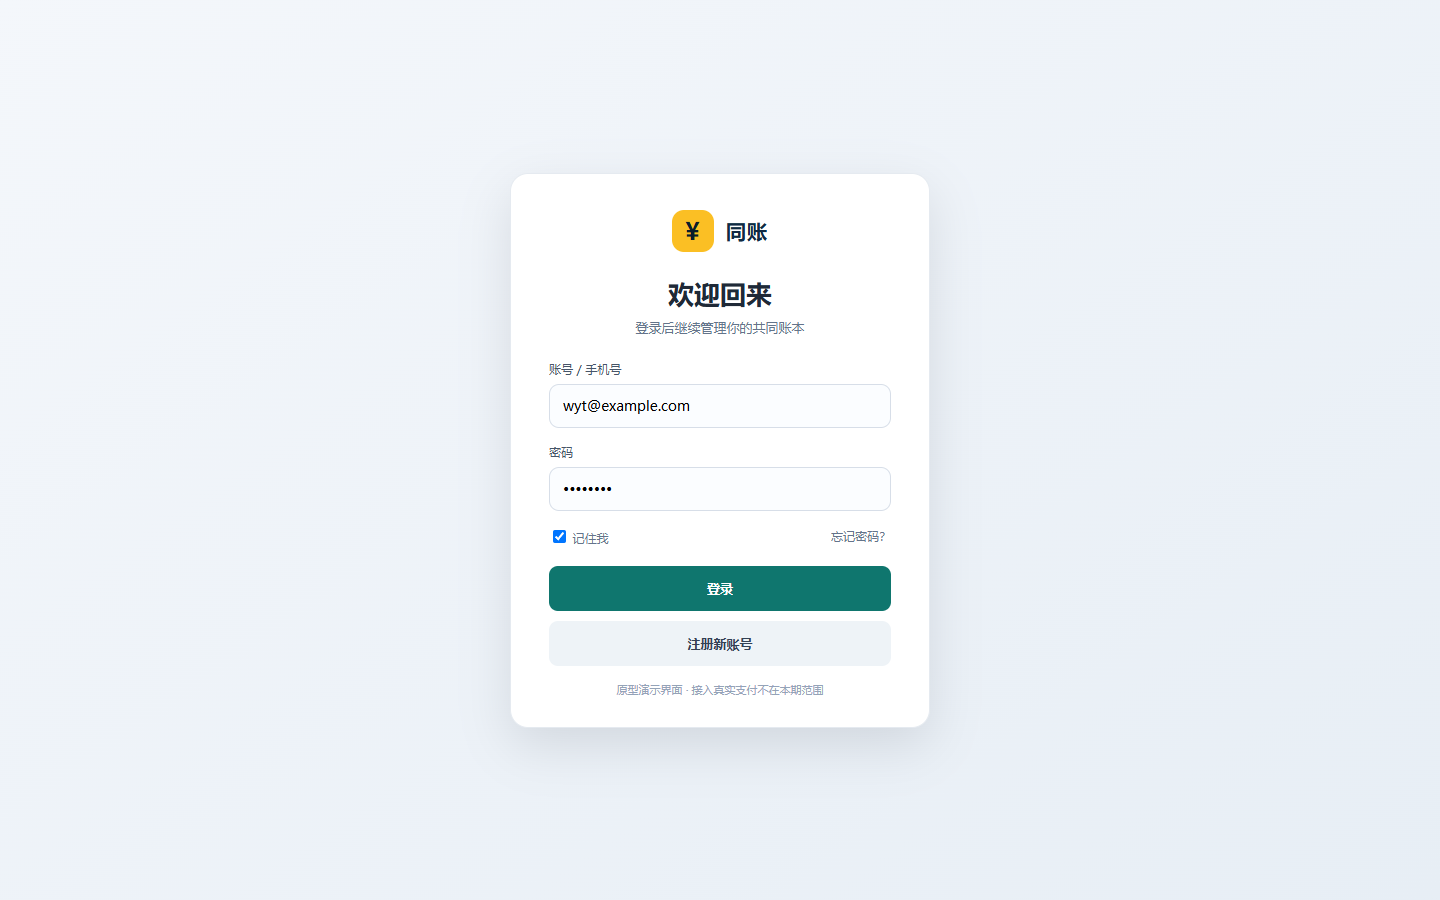 ¥ 同账
欢迎回来
登录后继续管理你的共同账本
账号 / 手机号
wyt@example.com
密码
••••••••
记住我 忘记密码?
登录
注册新账号
原型演示界面 · 接入真实支付不在本期范围